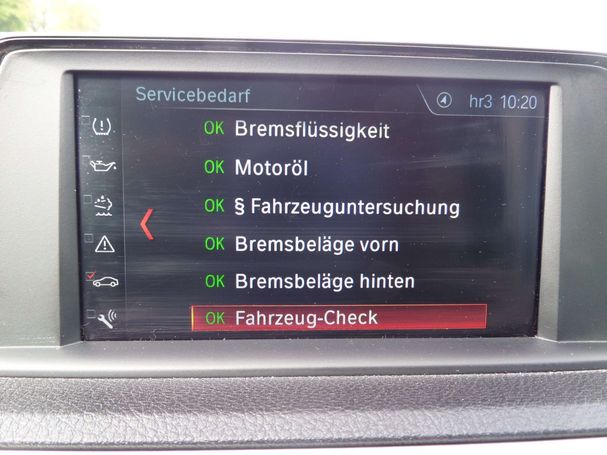 Servicebedarf
hr3 10:20
OK Bremsflüssigkeit
OK Motoröl
OK § Fahrzeuguntersuchung
OK Bremsbeläge vorn
OK Bremsbeläge hinten
OK Fahrzeug-Check